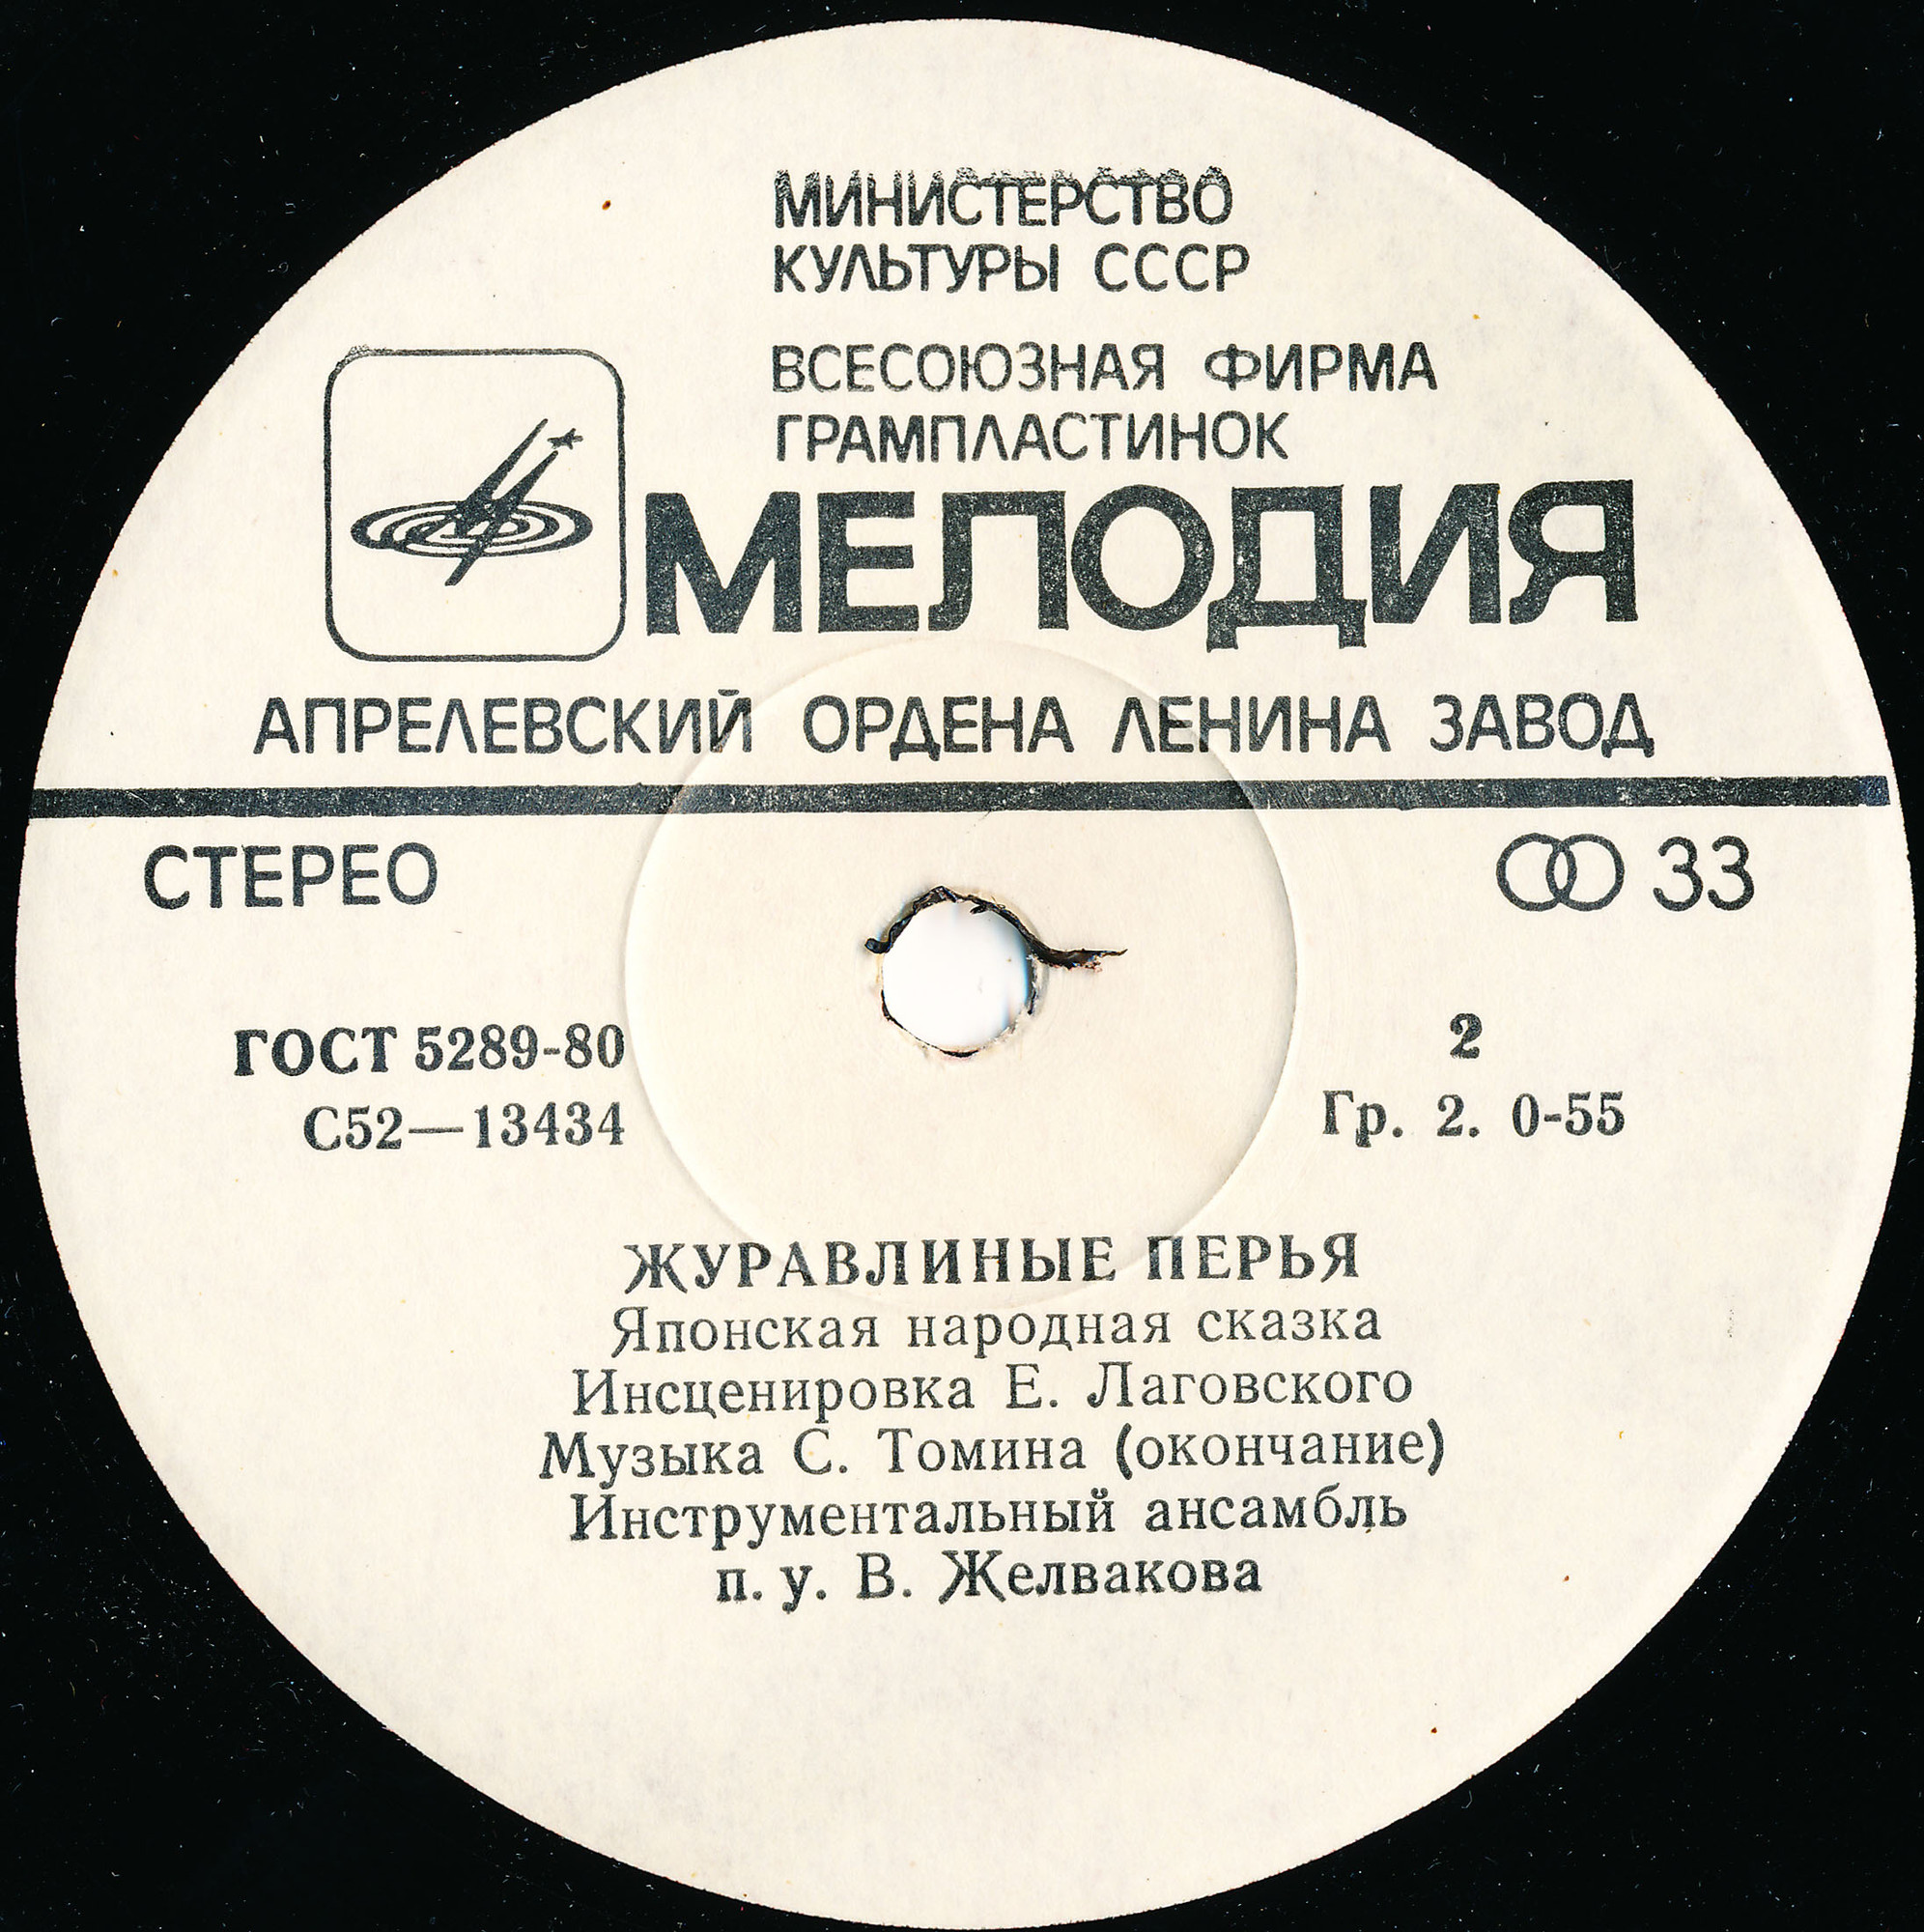 МИНИСТЕРСТВО
КУЛЬТУРЫ СССР
ВСЕСОЮЗНАЯ ФИРМА
ГРАМПЛАСТИНОК
МЕЛОДИЯ
АПРЕЛЕВСКИЙ ОРДЕНА ЛЕНИНА ЗАВОД
СТЕРЕО
33
ГОСТ 5289-80
2
С52—13434
Гр. 2. 0-55
ЖУРАВЛИНЫЕ ПЕРЬЯ
Японская народная сказка
Инсценировка Е. Лаговского
Музыка С. Томина (окончание)
Инструментальный ансамбль
п. у. В. Желвакова